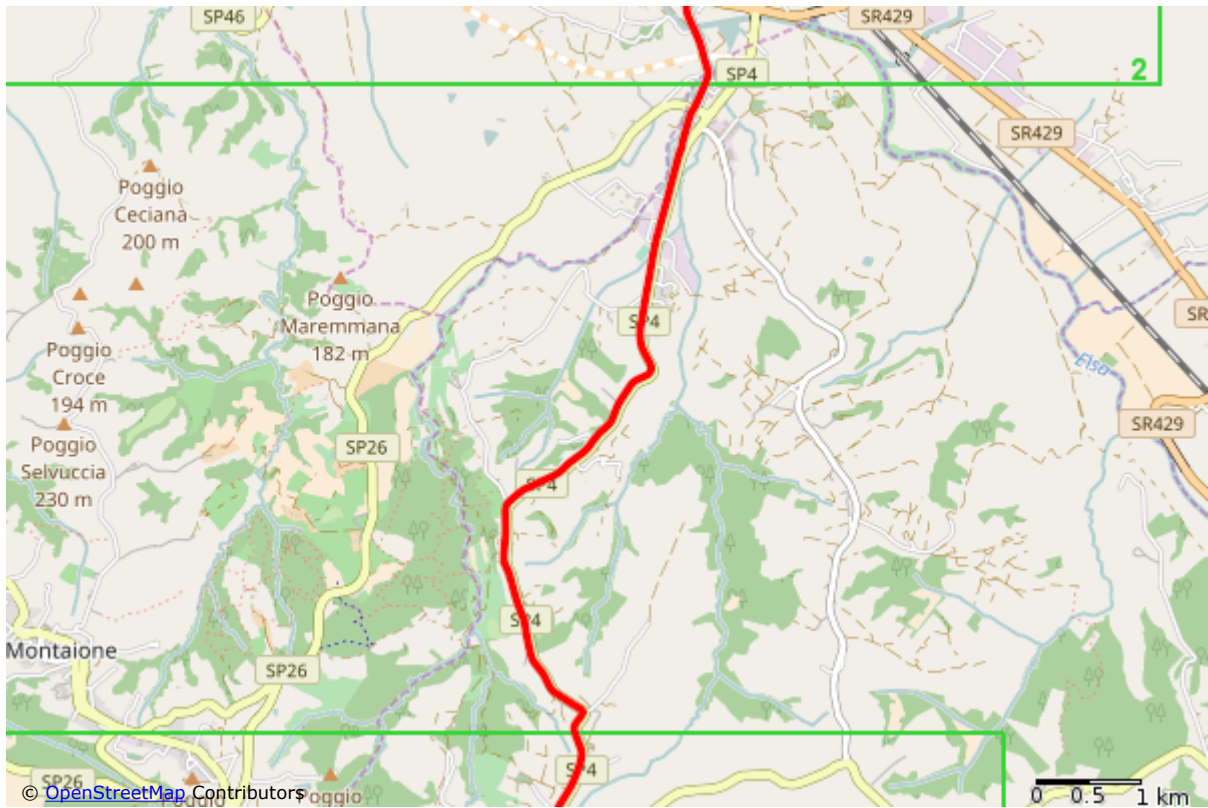 SP46
SR429
2
SP4
SR429
Poggio
Ceciana
200 m
Poggio
Maremmana
182 m
SP4
SR
Poggio
Croce
194 m
Elsa
SR429
Poggio
Selvuccia
230 m
SP26
SP4
SP4
Montaione
SP26
SP4
SP26
Poggio
Poggio
© OpenStreetMap Contributors
0 0.5 1 km